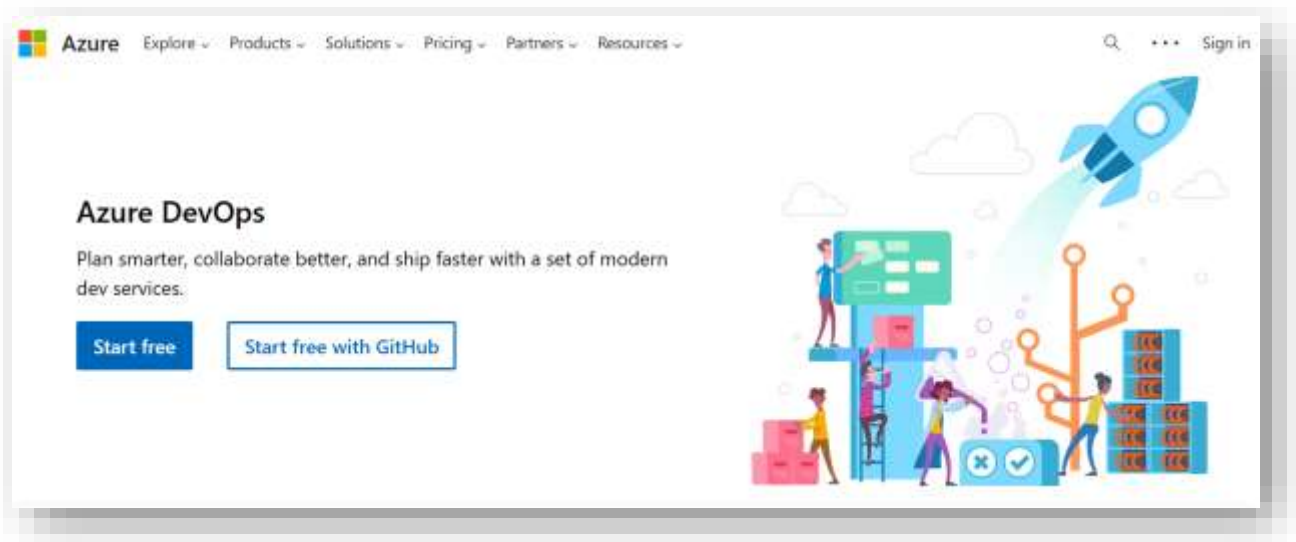 Azure Explore Products Solutions Pricing Partners Resources ... Sign in
Azure DevOps
Plan smarter, collaborate better, and ship faster with a set of modern
dev services.
Start free Start free with GitHub